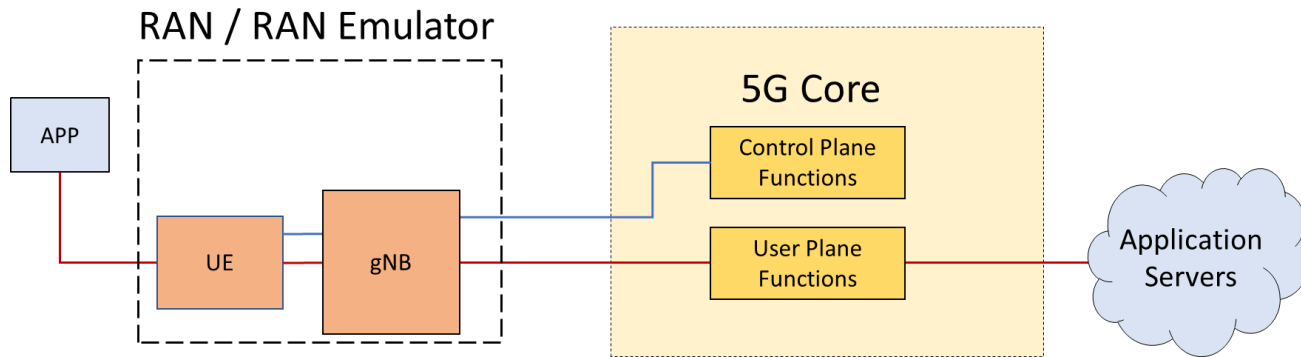 RAN / RAN Emulator
5G Core
APP
Control Plane
Functions
UE
gNB
User Plane
Functions
Application
Servers